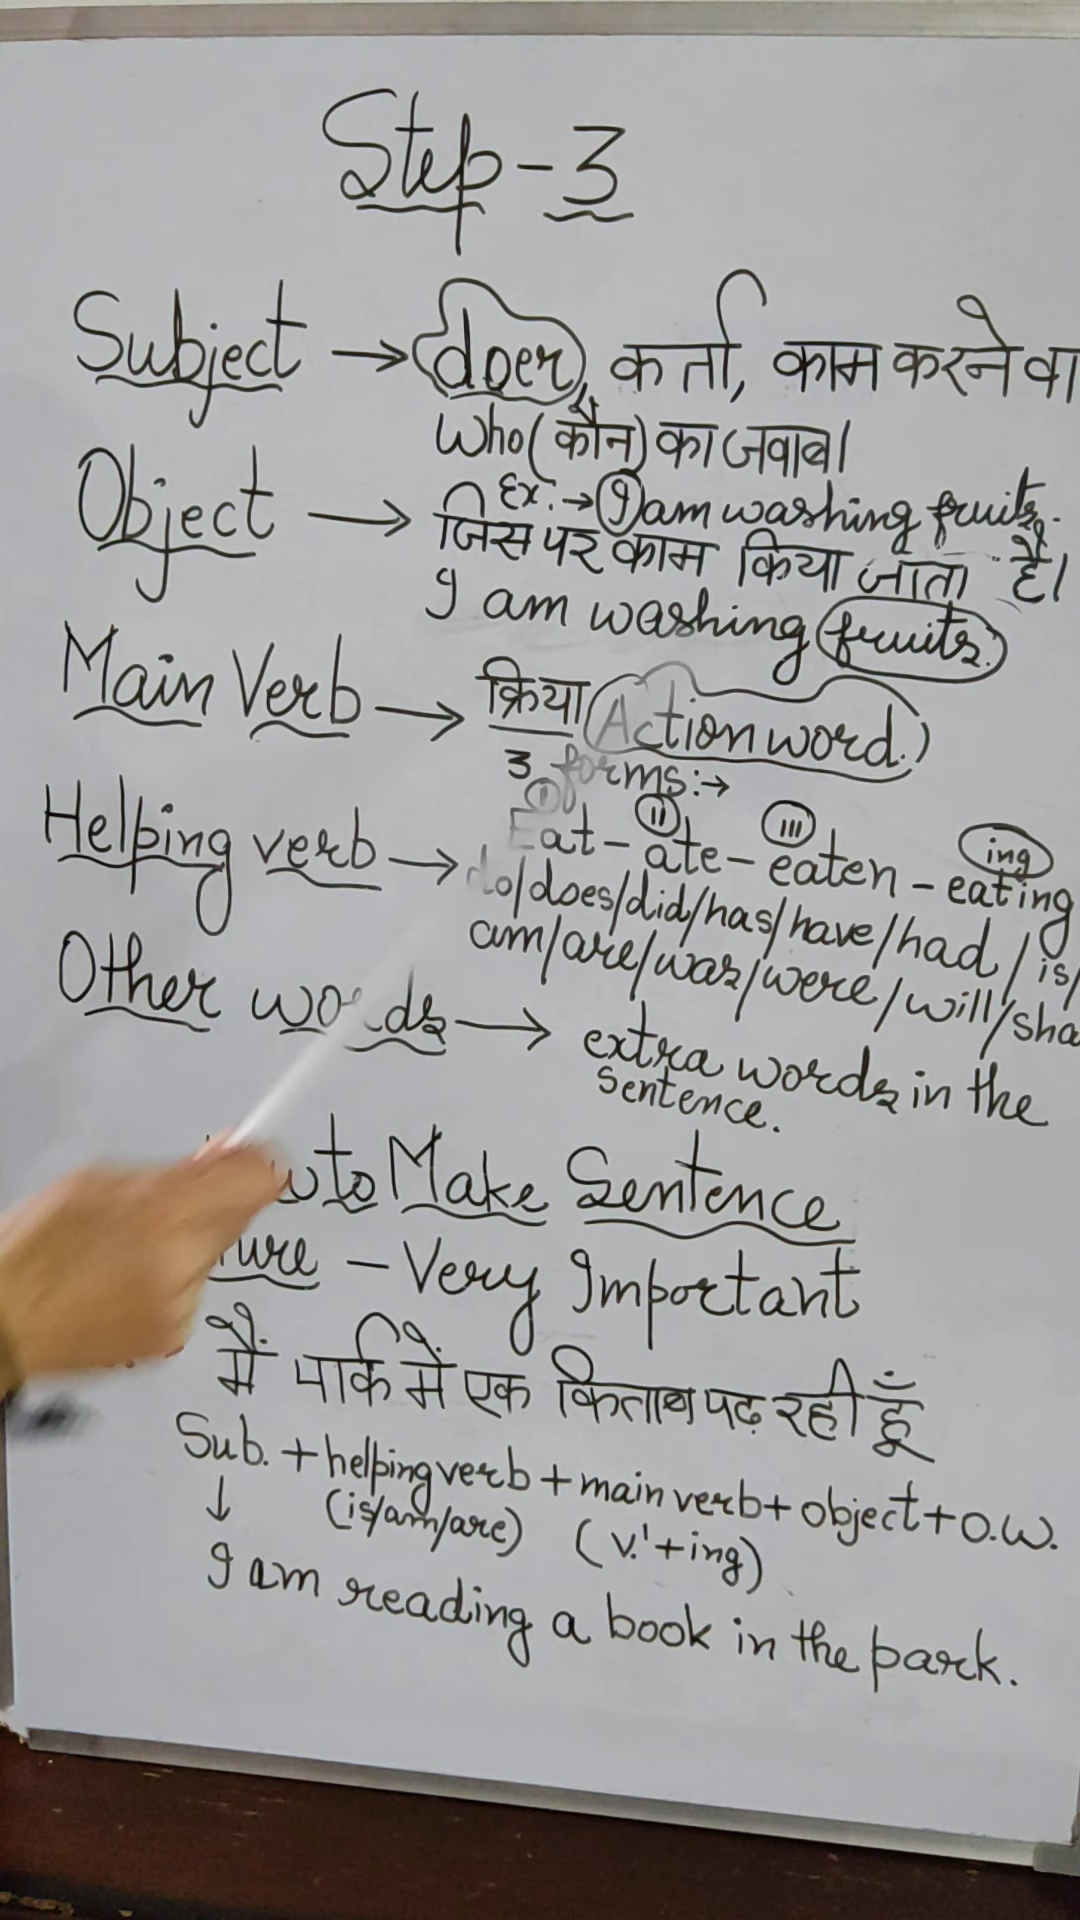 Step-3
Subject → doer, कर्ता, काम करने वा
Who (कौन) का जवाब।
Ex:→ I am washing fruits.
Object → जिस पर काम किया जाता है।
I am washing fruits.
Main Verb → क्रिया (Action word.)
3 forms:→
I II III ing
Eat - ate - eaten - eating
Helping verb → do/does/did/has/have/had/is/
am/are/was/were/will/sha
Other words → extra words in the
sentence.
to Make Sentence
- Very Important
मैं पार्क में एक किताब पढ़ रही हूँ
Sub. + helping verb + main verb + object + O.W.
↓ (is/am/are) (v.¹+ing)
I am reading a book in the park.